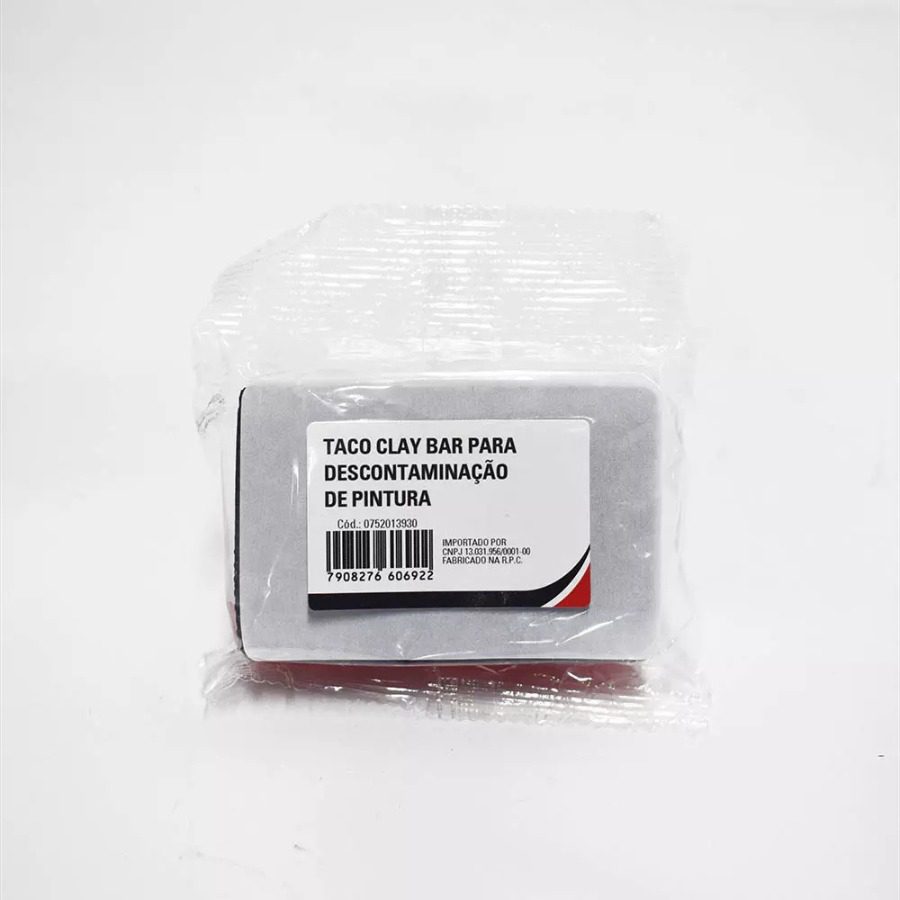 TACO CLAY BAR PARA
DESCONTAMINAÇÃO
DE PINTURA
Cód.: 0752013930
7908276 606922
IMPORTADO POR
CNPJ 13.031.956/0001-00
FABRICADO NA R.P.C.